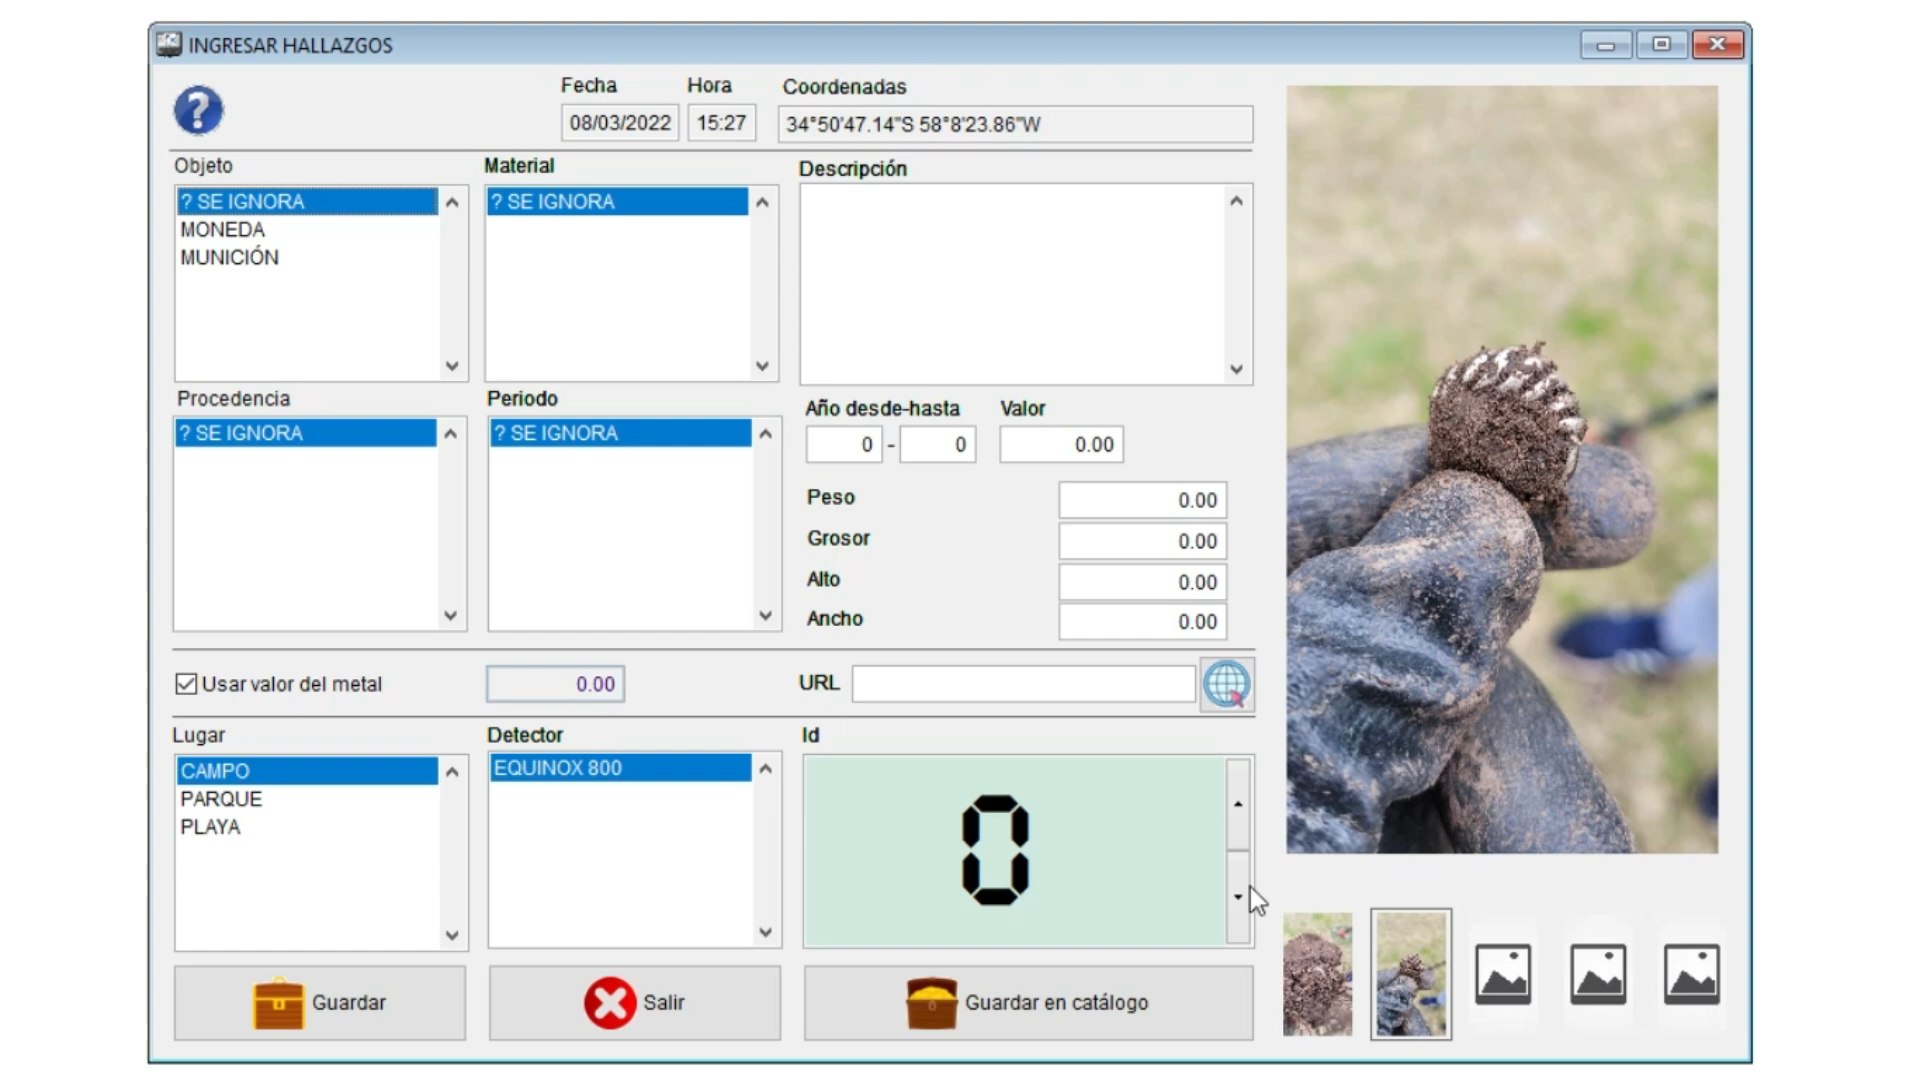 INGRESAR HALLAZGOS
Fecha Hora Coordenadas
08/03/2022 15:27 34°50'47.14"S 58°8'23.86"W
Objeto Material Descripción
? SE IGNORA ? SE IGNORA
MONEDA
MUNICIÓN
Procedencia Periodo Año desde-hasta Valor
? SE IGNORA ? SE IGNORA 0 - 0 0.00
Peso 0.00
Grosor 0.00
Alto 0.00
Ancho 0.00
Usar valor del metal 0.00 URL
Lugar Detector Id
CAMPO EQUINOX 800 0
PARQUE
PLAYA
Guardar Salir Guardar en catálogo